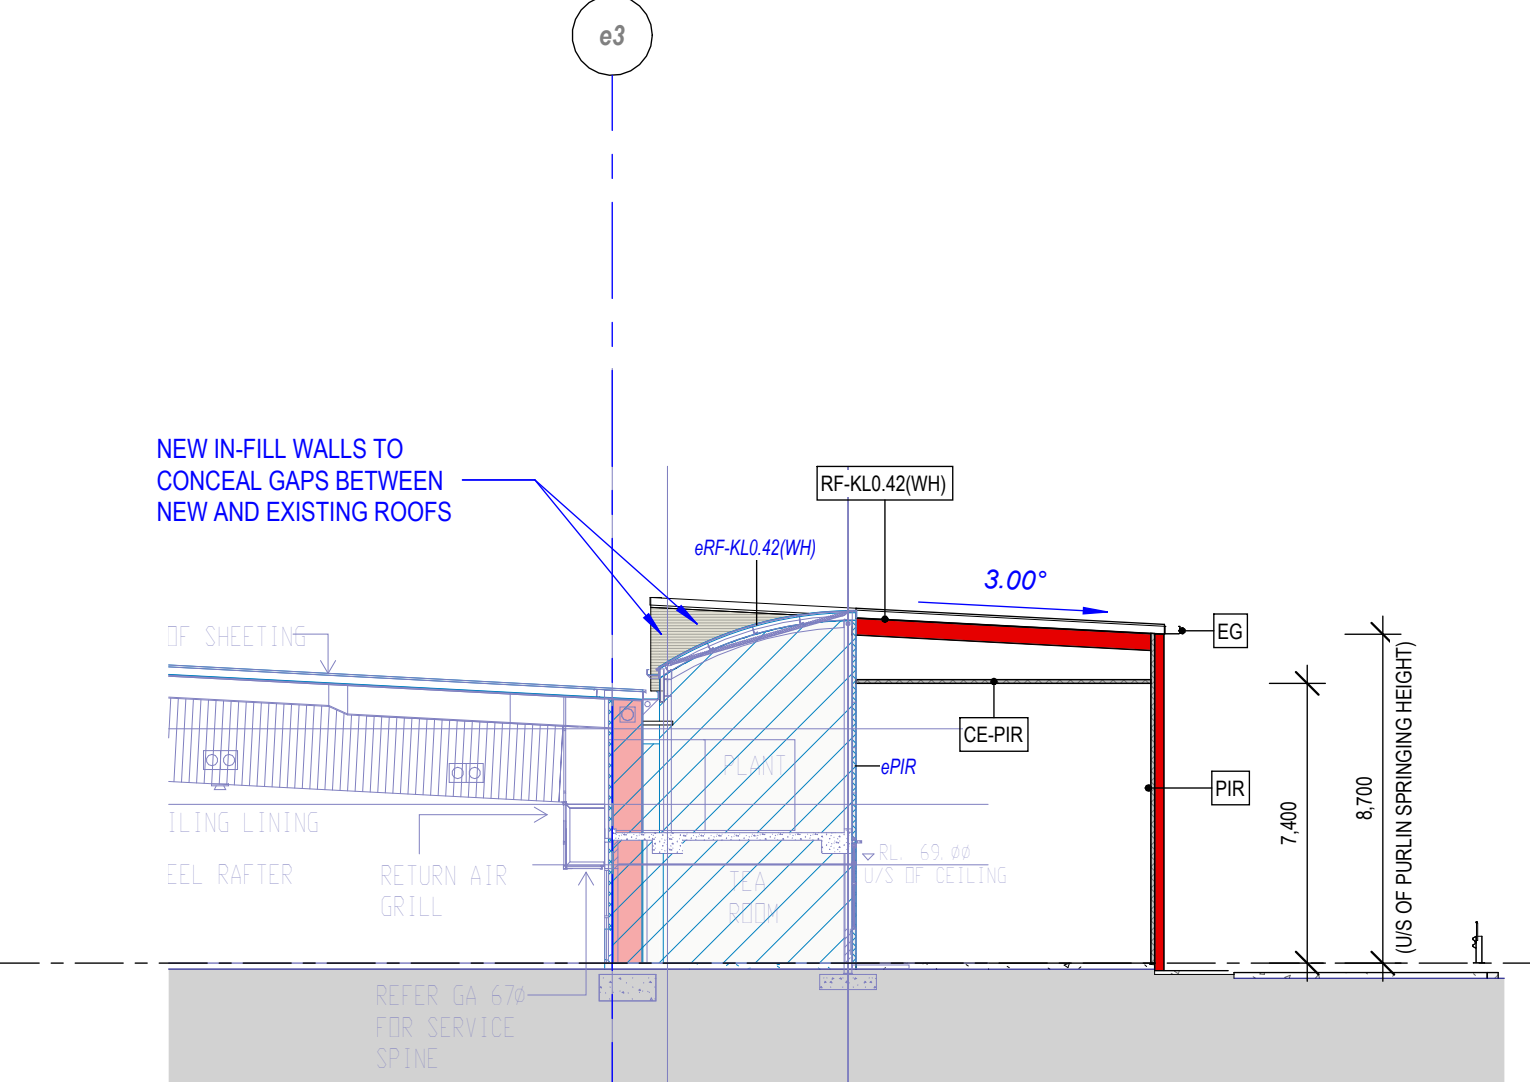 e3
NEW IN-FILL WALLS TO
CONCEAL GAPS BETWEEN
NEW AND EXISTING ROOFS
RF-KL0.42(WH)
eRF-KL0.42(WH)
3.00°
EG
OF SHEETING
CE-PIR
PLANT
ePIR
PIR
7,400
8,700
(U/S OF PURLIN SPRINGING HEIGHT)
ILING LINING
EEL RAFTER
RETURN AIR
GRILL
RL. 69.00
U/S OF CEILING
TEA
ROOM
REFER GA 670
FOR SERVICE
SPINE